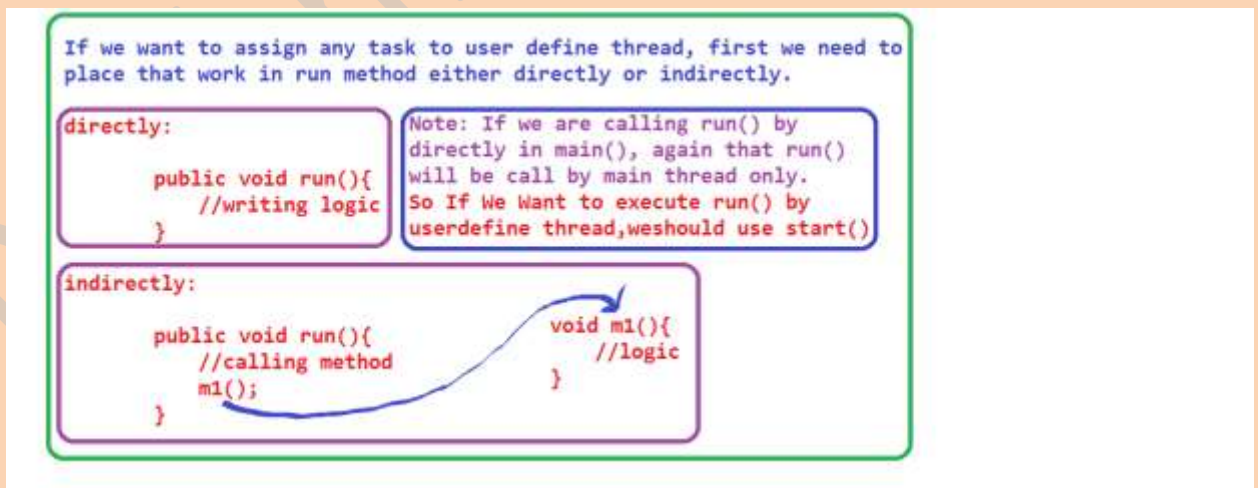 If we want to assign any task to user define thread, first we need to
place that work in run method either directly or indirectly.
directly:
public void run(){
//writing logic
}
Note: If we are calling run() by
directly in main(), again that run()
will be call by main thread only.
So If We Want to execute run() by
userdefine thread,weshould use start()
indirectly:
public void run(){
//calling method
m1();
}
void m1(){
//logic
}